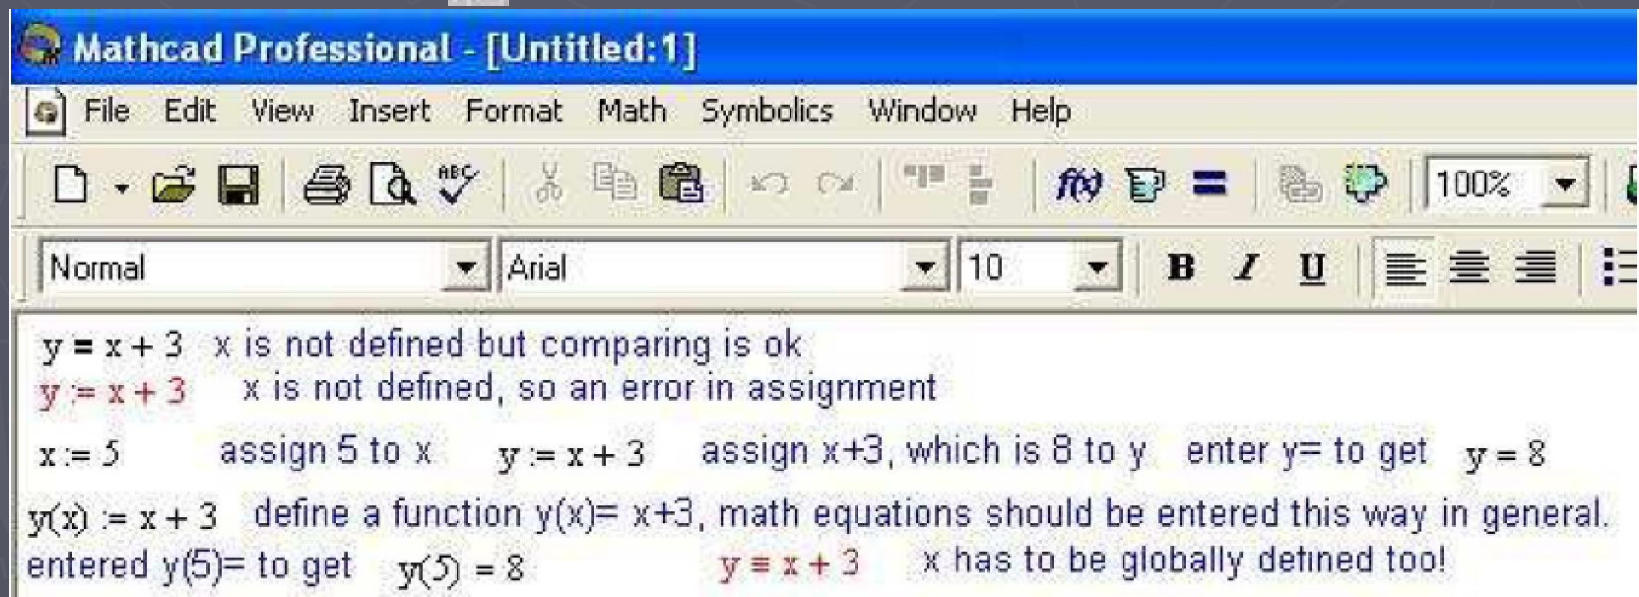 Mathcad Professional - [Untitled:1]
File Edit View Insert Format Math Symbolics Window Help
ABC f(x) = 100%
Normal Arial 10 B I U
y = x + 3 x is not defined but comparing is ok
y := x + 3 x is not defined, so an error in assignment
x := 5 assign 5 to x y := x + 3 assign x+3, which is 8 to y enter y= to get y = 8
y(x) := x + 3 define a function y(x)= x+3, math equations should be entered this way in general.
entered y(5)= to get y(5) = 8 y ≡ x + 3 x has to be globally defined too!